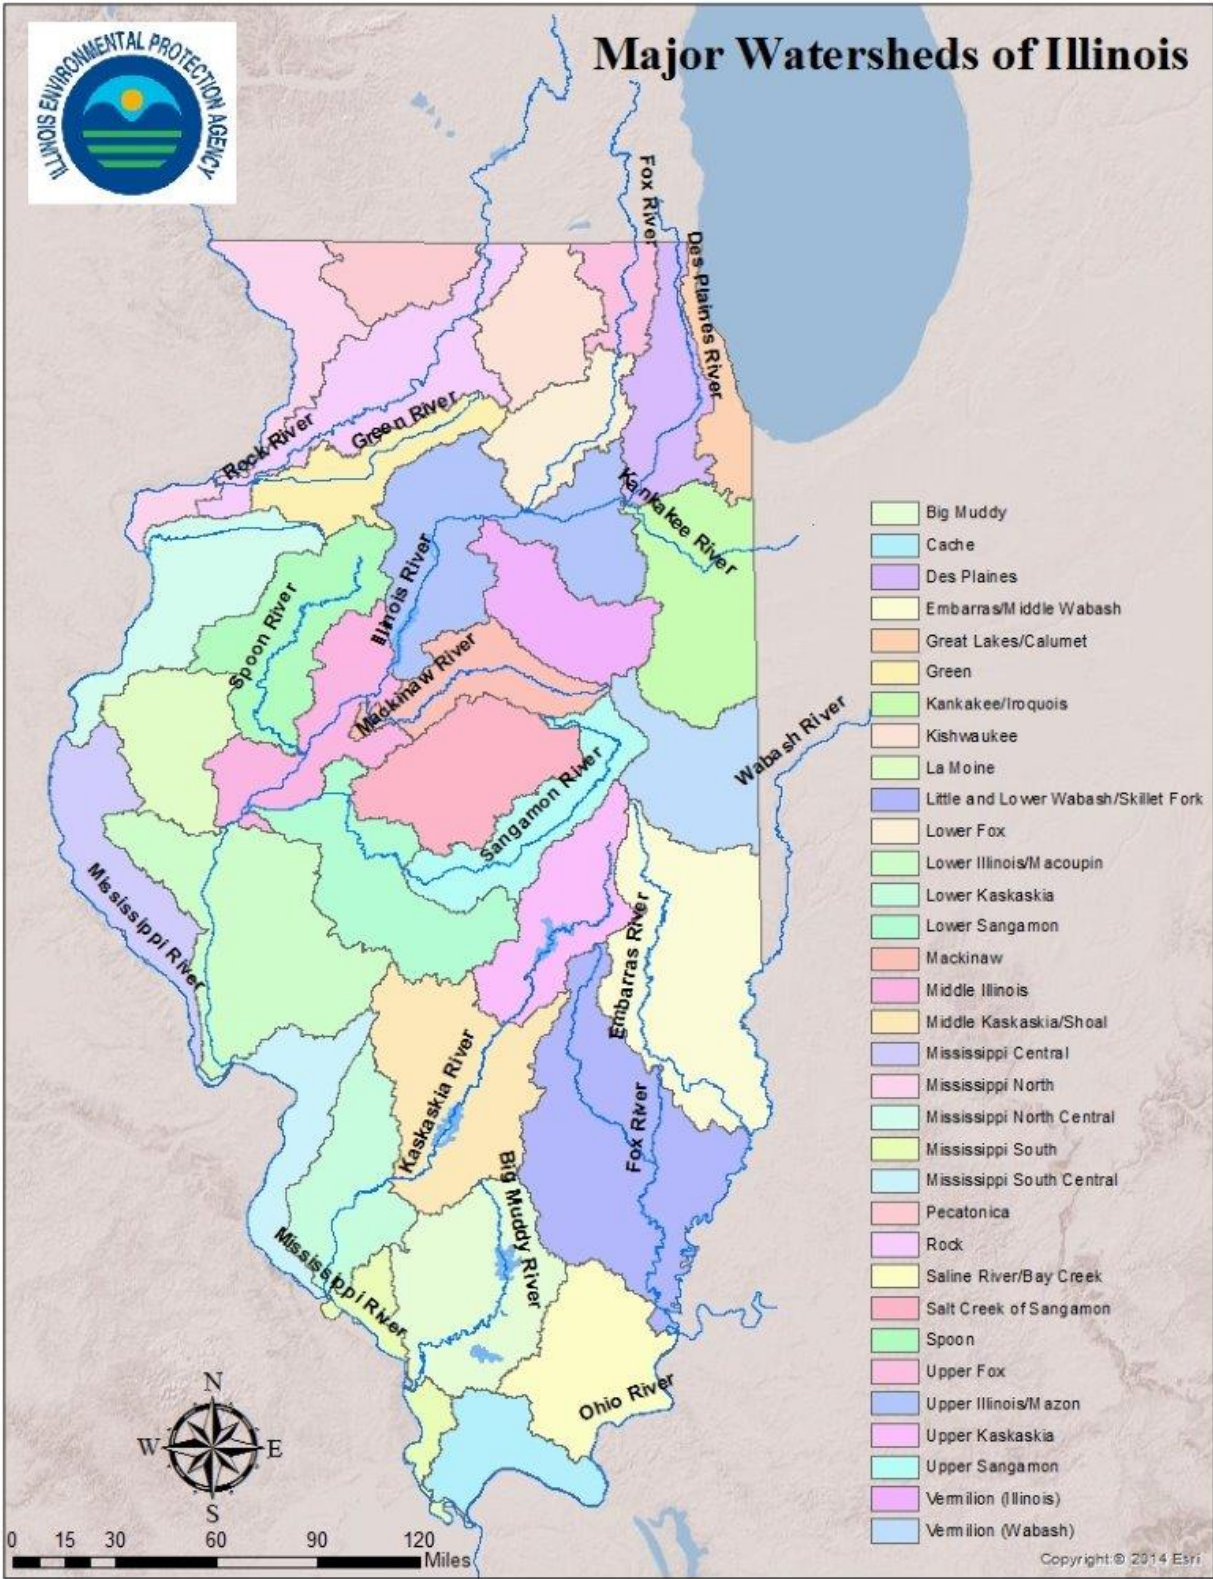 Major Watersheds of Illinois
ILLINOIS ENVIRONMENTAL PROTECTION AGENCY
Fox River
Des Plaines River
Rock River
Green River
Kankakee River
Illinois River
Spoon River
Mackinaw River
Wabash River
Sangamon River
Mississippi River
Embarras River
Kaskaskia River
Fox River
Big Muddy River
Mississippi River
Ohio River
Big Muddy
Cache
Des Plaines
Embarras/Middle Wabash
Great Lakes/Calumet
Green
Kankakee/Iroquois
Kishwaukee
La Moine
Little and Lower Wabash/Skillet Fork
Lower Fox
Lower Illinois/Macoupin
Lower Kaskaskia
Lower Sangamon
Mackinaw
Middle Illinois
Middle Kaskaskia/Shoal
Mississippi Central
Mississippi North
Mississippi North Central
Mississippi South
Mississippi South Central
Pecatonica
Rock
Saline River/Bay Creek
Salt Creek of Sangamon
Spoon
Upper Fox
Upper Illinois/Mazon
Upper Kaskaskia
Upper Sangamon
Vermilion (Illinois)
Vermilion (Wabash)
N
W E
S
0 15 30 60 90 120
Miles
Copyright:© 2014 Esri